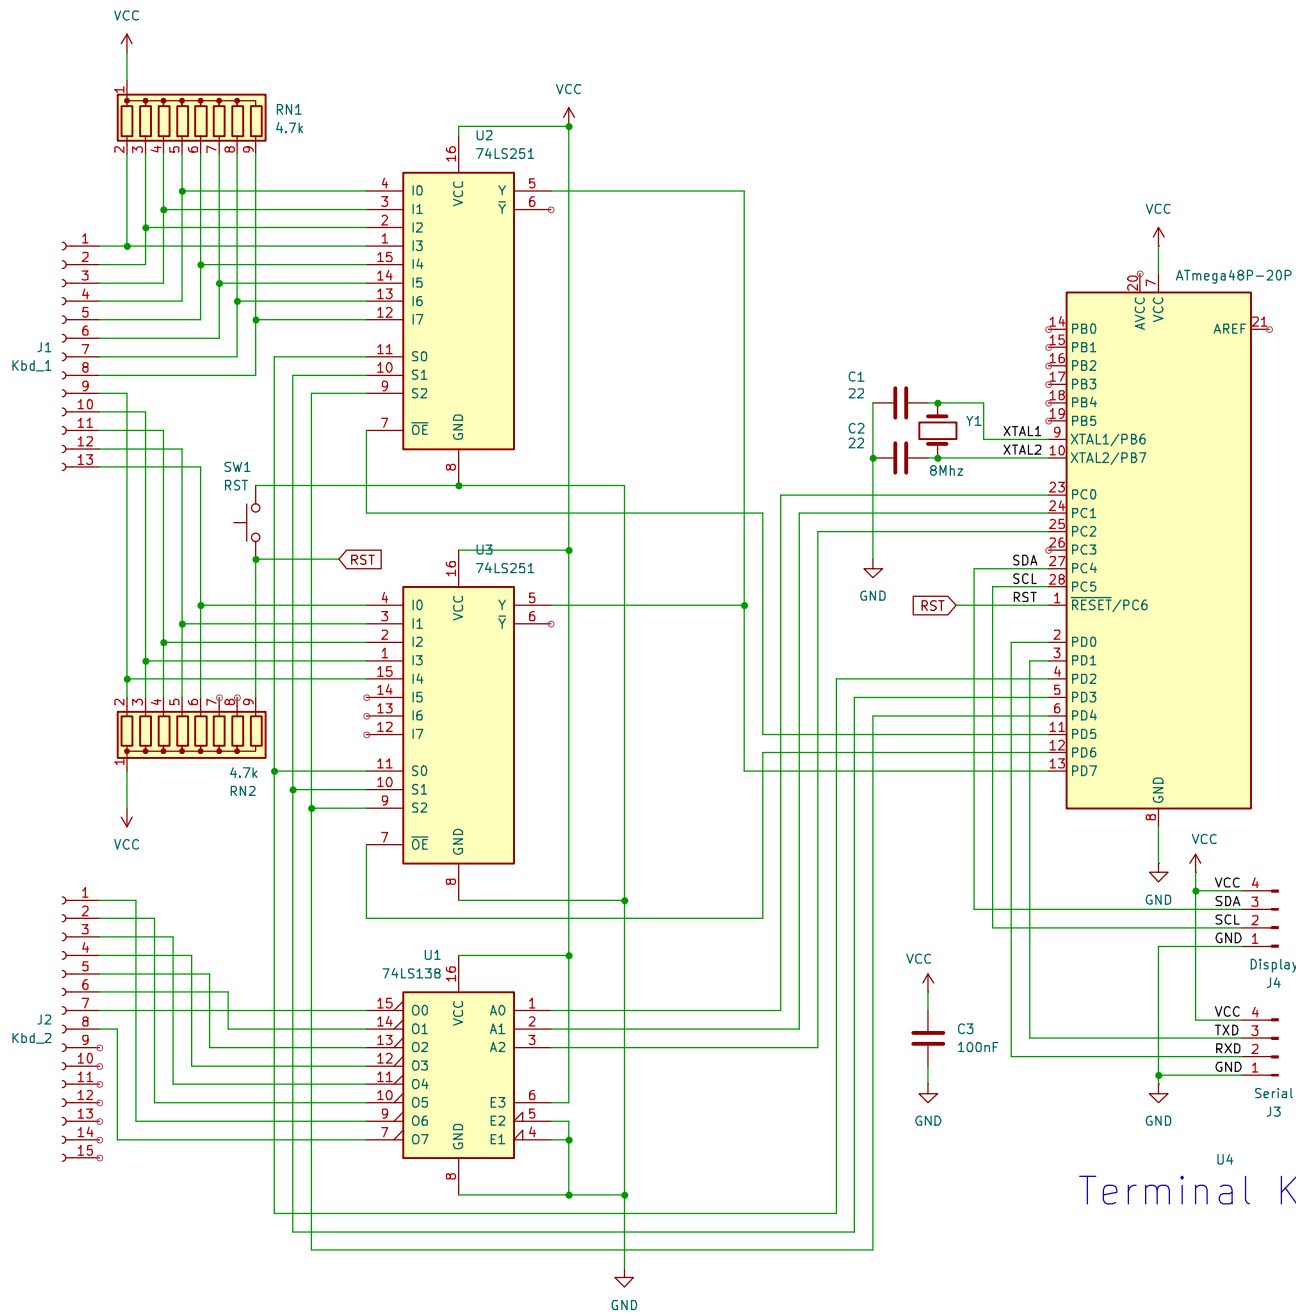 VCC
1
RN1
4.7k
2 3 4 5 6 7 8 9
VCC
U2
74LS251
16
VCC
4 I0
3 I1
2 I2
1 I3
15 I4
14 I5
13 I6
12 I7
11 S0
10 S1
9 S2
7 OE
Y 5
Y 6
GND
8
1
2
3
4
5
6
7
8
9
10
11
12
13
J1
Kbd_1
SW1
RST
RST
U3
74LS251
16
VCC
4 I0
3 I1
2 I2
1 I3
15 I4
14 I5
13 I6
12 I7
11 S0
10 S1
9 S2
7 OE
Y 5
Y 6
GND
8
2 3 4 5 6 7 8 9
1
4.7k
RN2
VCC
1
2
3
4
5
6
7
8
9
10
11
12
13
14
15
J2
Kbd_2
U1
74LS138
16
VCC
15 O0
14 O1
13 O2
12 O3
11 O4
10 O5
9 O6
7 O7
A0 1
A1 2
A2 3
E3 6
E2 5
E1 4
GND
8
GND
C1
22
C2
22
Y1
8Mhz
GND
VCC
ATmega48P-20P
20 7
AVCC VCC
AREF 21
14 PB0
15 PB1
16 PB2
17 PB3
18 PB4
19 PB5
XTAL1 9 XTAL1/PB6
XTAL2 10 XTAL2/PB7
23 PC0
24 PC1
25 PC2
26 PC3
SDA 27 PC4
SCL 28 PC5
RST RST 1 RESET/PC6
2 PD0
3 PD1
4 PD2
5 PD3
6 PD4
11 PD5
12 PD6
13 PD7
GND
8
GND
VCC
VCC 4
SDA 3
SCL 2
GND 1
Display
J4
VCC
C3
100nF
GND
VCC 4
TXD 3
RXD 2
GND 1
Serial
J3
GND
U4
Terminal K